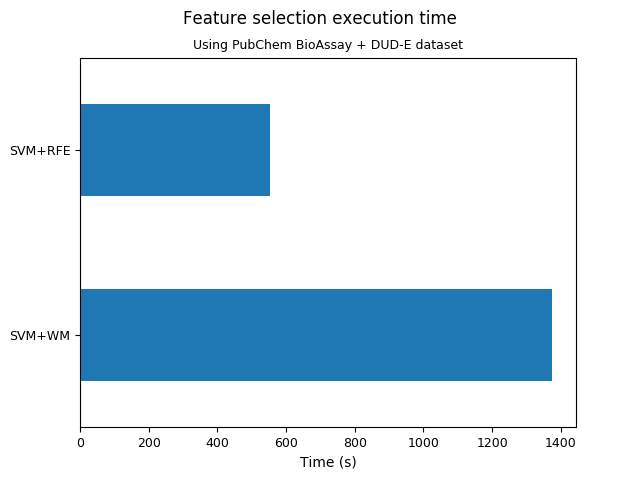 Feature selection execution time
Using PubChem BioAssay + DUD-E dataset
SVM+RFE
SVM+WM
0 200 400 600 800 1000 1200 1400
Time (s)